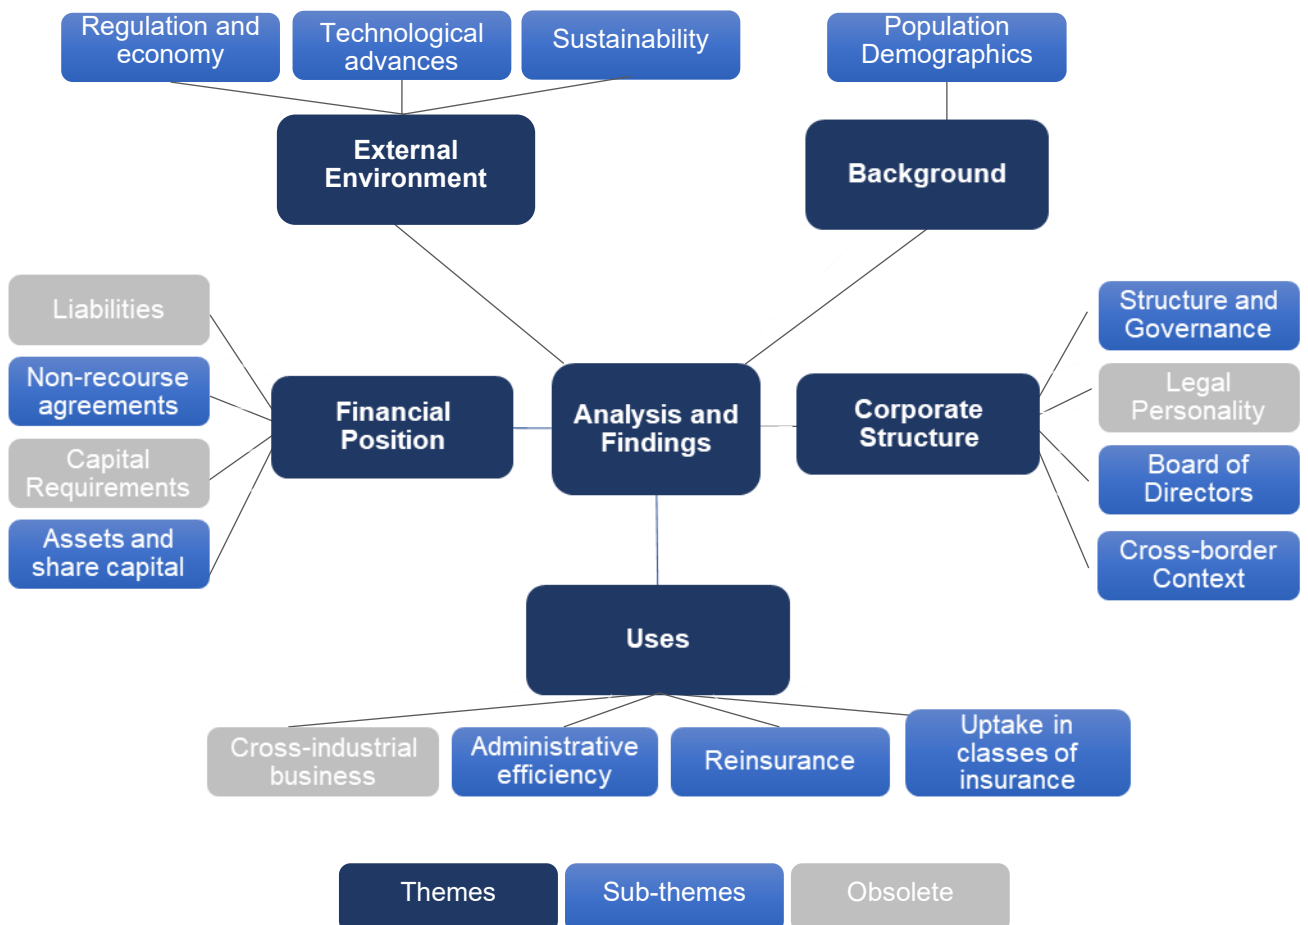 Regulation and
economy
Technological
advances
Sustainability
Population
Demographics
External
Environment
Background
Liabilities
Non-recourse
agreements
Capital
Requirements
Assets and
share capital
Financial
Position
Analysis and
Findings
Corporate
Structure
Structure and
Governance
Legal
Personality
Board of
Directors
Cross-border
Context
Uses
Cross-industrial
business
Administrative
efficiency
Reinsurance
Uptake in
classes of
insurance
Themes
Sub-themes
Obsolete